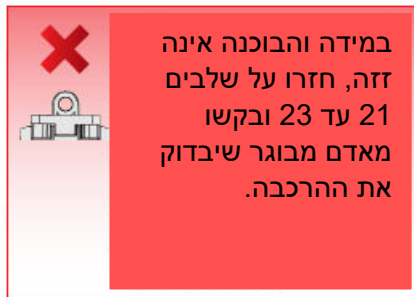 במידה והבוכנה אינה
זזה, חזרו על שלבים
21 עד 23 ובקשו
מאדם מבוגר שיבדוק
את ההרכבה.